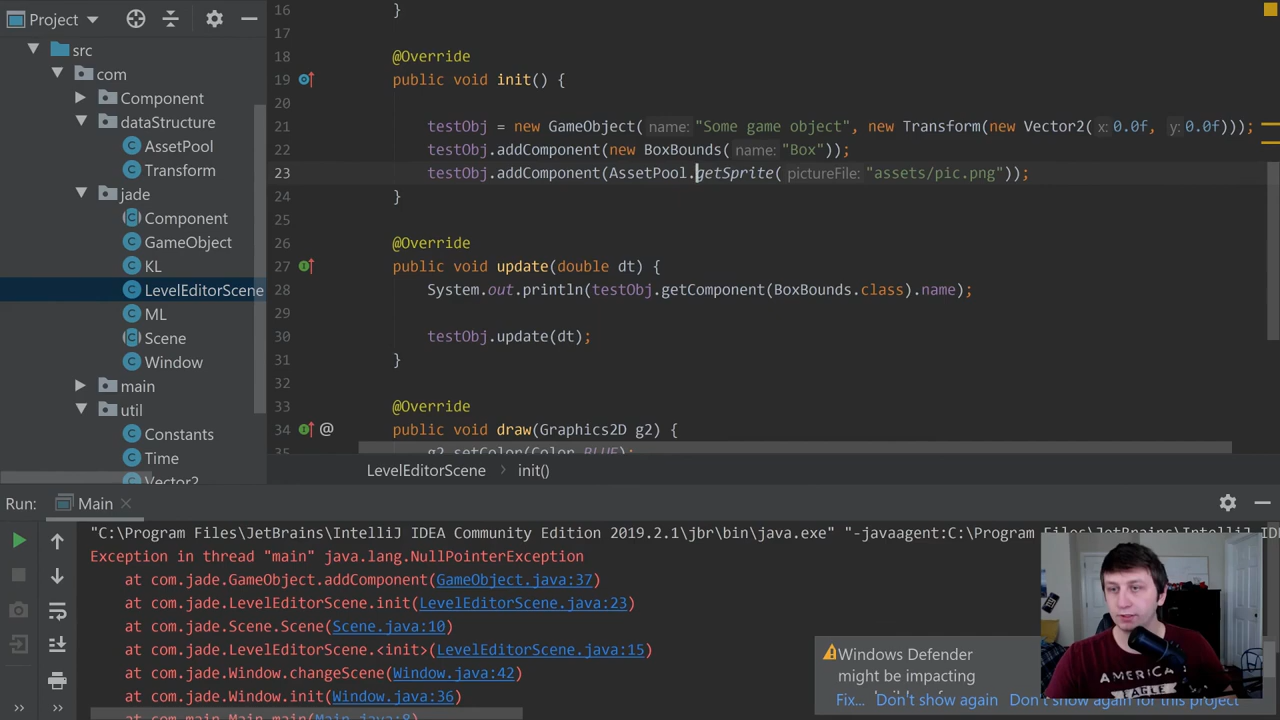 Project
src
com
Component
dataStructure
AssetPool
Transform
jade
Component
GameObject
KL
LevelEditorScene
ML
Scene
Window
main
util
Constants
Time
Vector2
16 }
17
18 @Override
19 public void init() {
20
21 testObj = new GameObject( name: "Some game object", new Transform(new Vector2( x: 0.0f, y: 0.0f)));
22 testObj.addComponent(new BoxBounds( name: "Box"));
23 testObj.addComponent(AssetPool.getSprite( pictureFile: "assets/pic.png"));
24 }
25
26 @Override
27 public void update(double dt) {
28 System.out.println(testObj.getComponent(BoxBounds.class).name);
29
30 testObj.update(dt);
31 }
32
33 @Override
34 @ public void draw(Graphics2D g2) {
35 g2.setColor(Color.BLUE);
LevelEditorScene > init()
Run: Main
"C:\Program Files\JetBrains\IntelliJ IDEA Community Edition 2019.2.1\jbr\bin\java.exe" "-javaagent:C:\Program Files\JetBrains\IntelliJ ID
Exception in thread "main" java.lang.NullPointerException
at com.jade.GameObject.addComponent(GameObject.java:37)
at com.jade.LevelEditorScene.init(LevelEditorScene.java:23)
at com.jade.Scene.Scene(Scene.java:10)
at com.jade.LevelEditorScene.<init>(LevelEditorScene.java:15)
at com.jade.Window.changeScene(Window.java:42)
at com.jade.Window.init(Window.java:36)
at com.main.Main.main(Main.java:8)
Windows Defender
might be impacting
Fix... Don't show again Don't show again for this project
AMERICAN
EAGLE